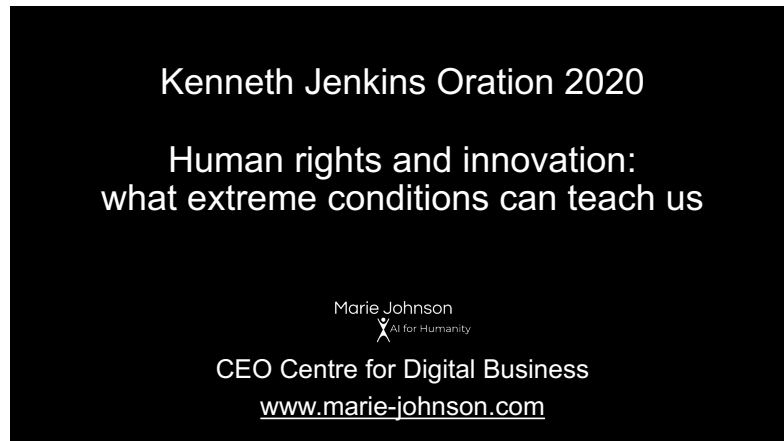 Kenneth Jenkins Oration 2020
Human rights and innovation:
what extreme conditions can teach us
Marie Johnson
AI for Humanity
CEO Centre for Digital Business
www.marie-johnson.com